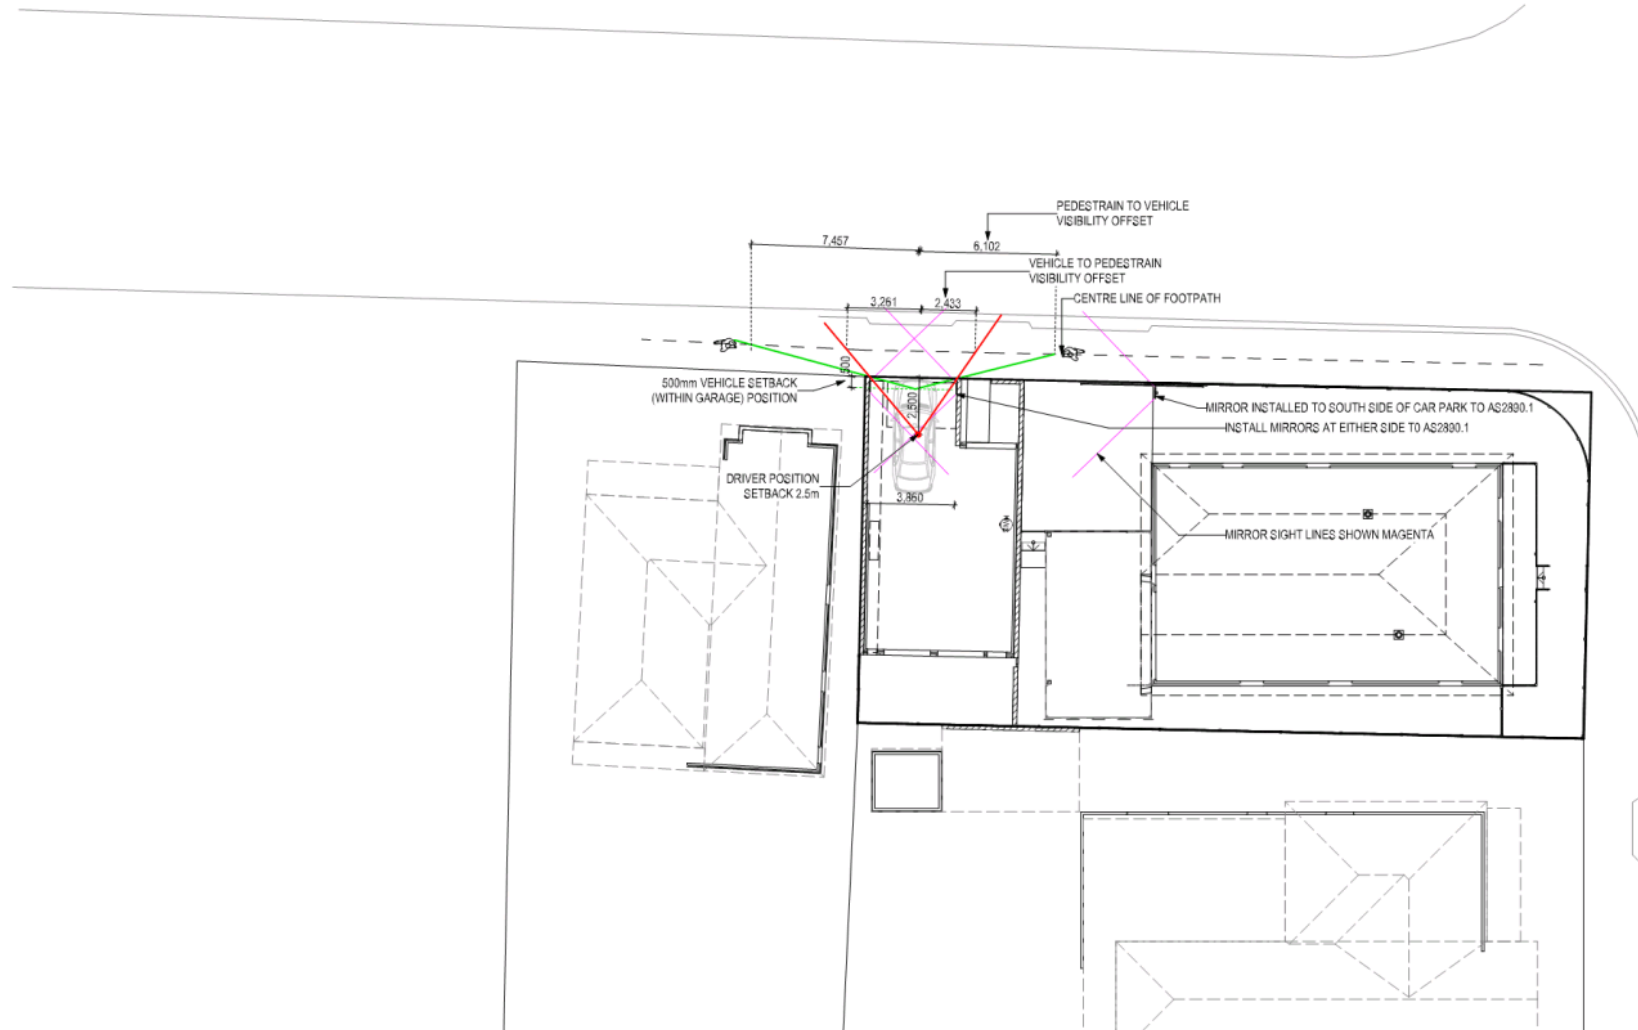 PEDESTRAIN TO VEHICLE
VISIBILITY OFFSET
7,457
6,102
VEHICLE TO PEDESTRAIN
VISIBILITY OFFSET
3,261
2,433
CENTRE LINE OF FOOTPATH
500
500mm VEHICLE SETBACK
(WITHIN GARAGE) POSITION
2,500
MIRROR INSTALLED TO SOUTH SIDE OF CAR PARK TO AS2890.1
INSTALL MIRRORS AT EITHER SIDE T0 AS2890.1
DRIVER POSITION
SETBACK 2.5m
3,860
MIRROR SIGHT LINES SHOWN MAGENTA